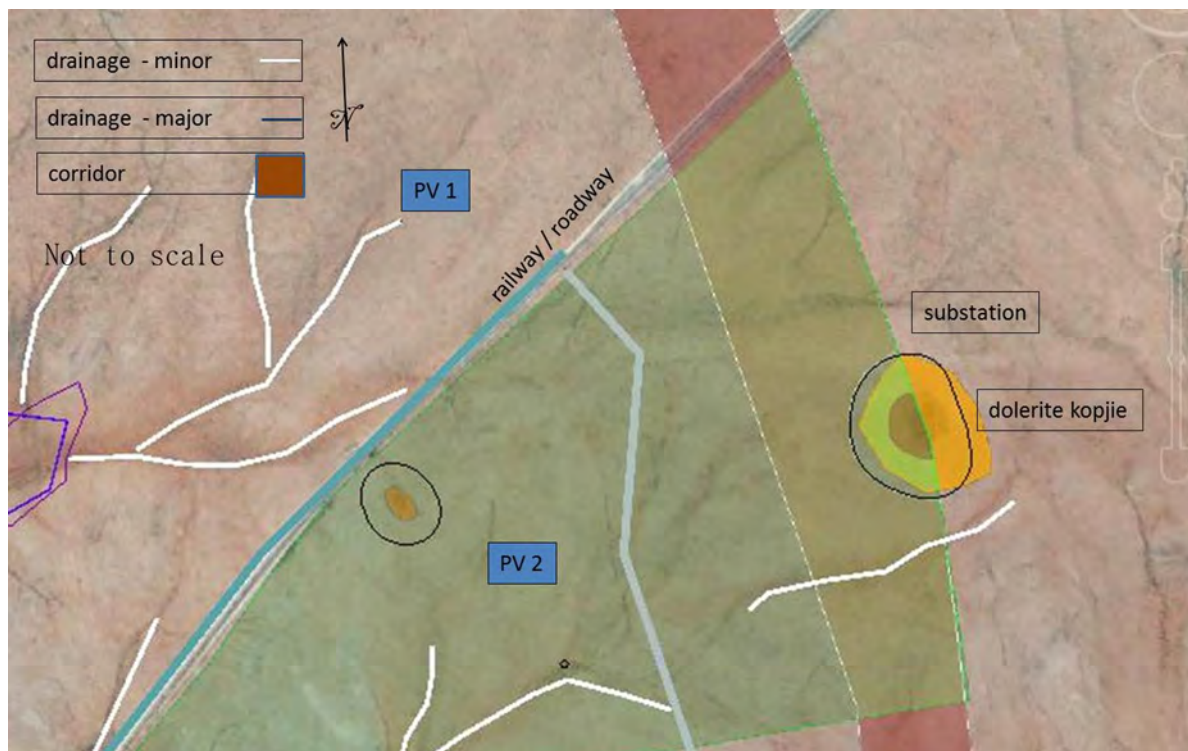 drainage - minor
drainage - major
corridor
N
Not to scale
PV 1
railway / roadway
substation
dolerite kopjie
PV 2